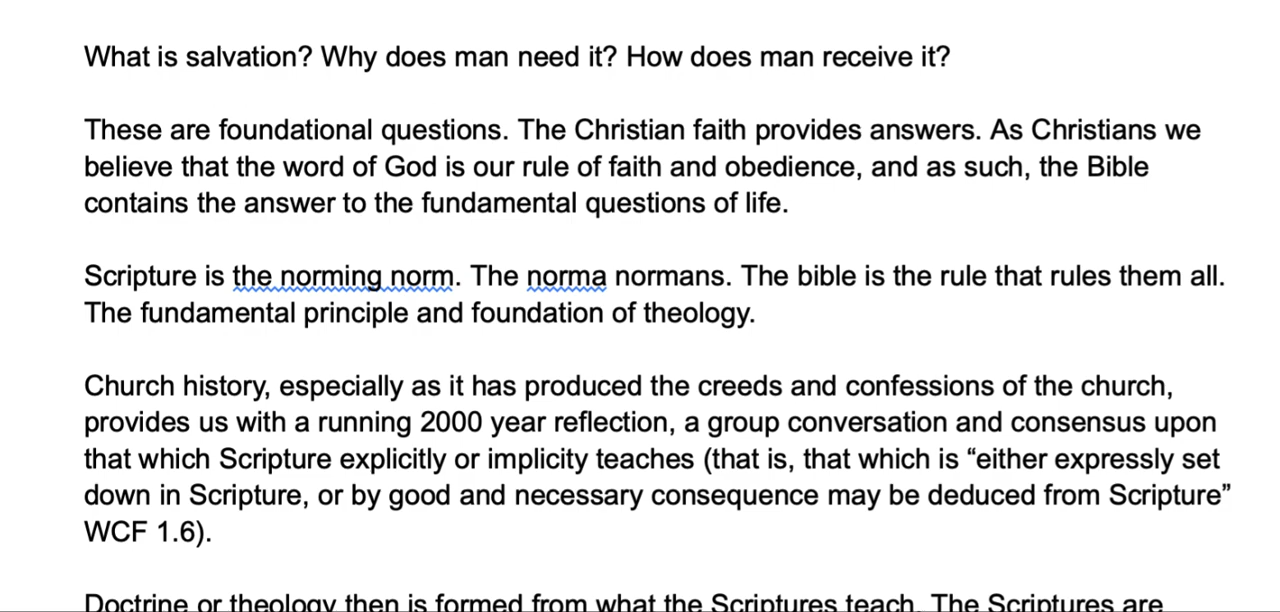 What is salvation? Why does man need it? How does man receive it?
These are foundational questions. The Christian faith provides answers. As Christians we
believe that the word of God is our rule of faith and obedience, and as such, the Bible
contains the answer to the fundamental questions of life.
Scripture is the norming norm. The norma normans. The bible is the rule that rules them all.
The fundamental principle and foundation of theology.
Church history, especially as it has produced the creeds and confessions of the church,
provides us with a running 2000 year reflection, a group conversation and consensus upon
that which Scripture explicitly or implicity teaches (that is, that which is “either expressly set
down in Scripture, or by good and necessary consequence may be deduced from Scripture”
WCF 1.6).
Doctrine or theology then is formed from what the Scriptures teach. The Scriptures are